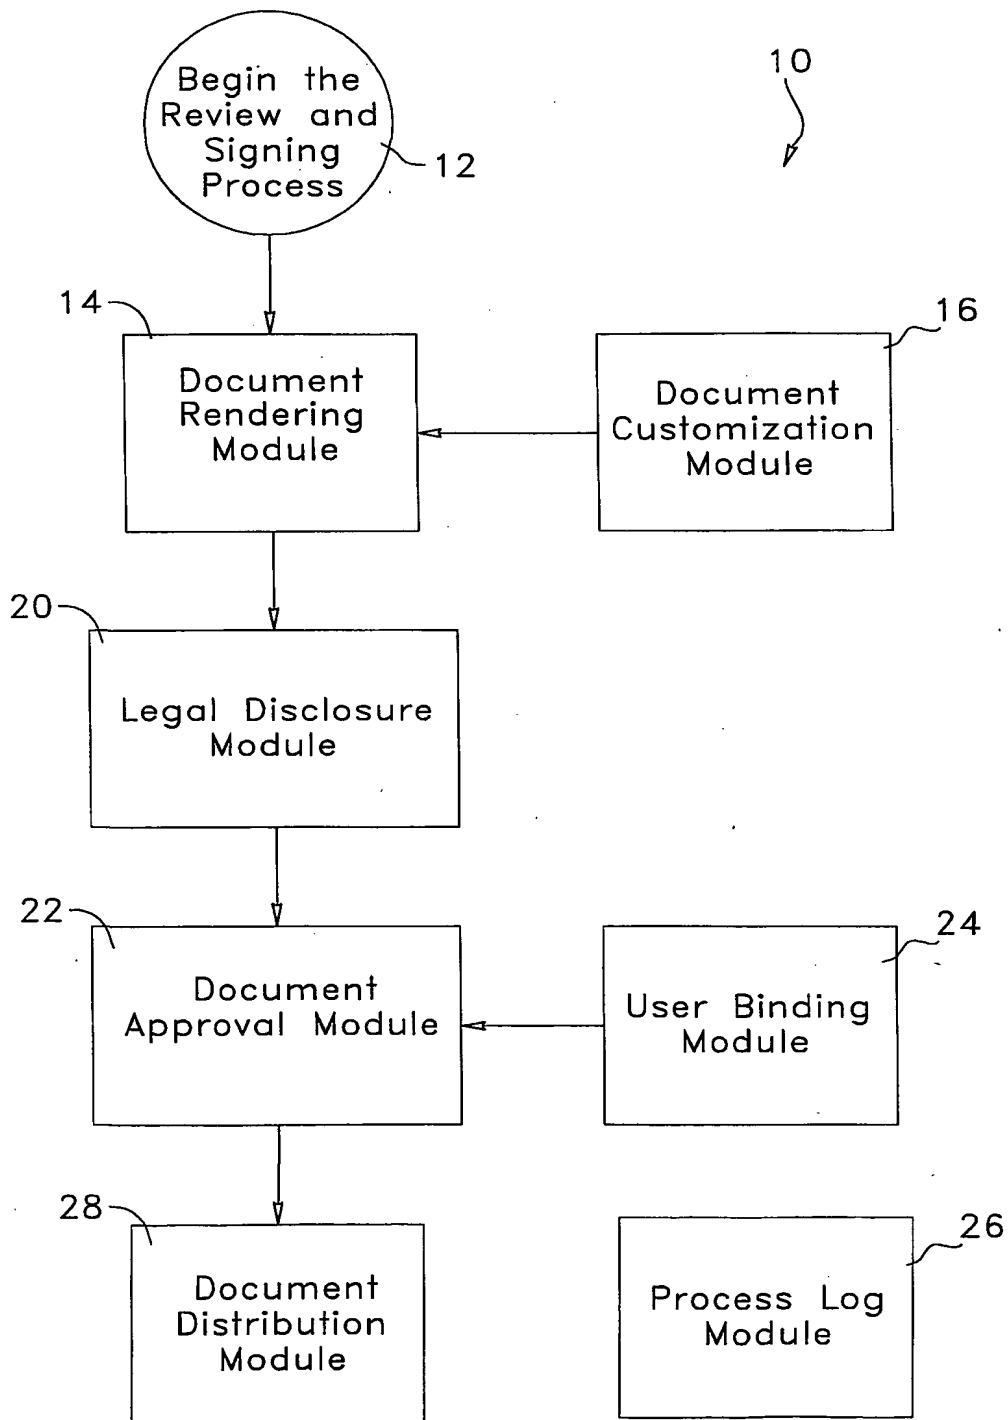 Begin the
Review and
Signing
Process
12
10
14
Document
Rendering
Module
16
Document
Customization
Module
20
Legal Disclosure
Module
22
Document
Approval Module
24
User Binding
Module
28
Document
Distribution
Module
26
Process Log
Module